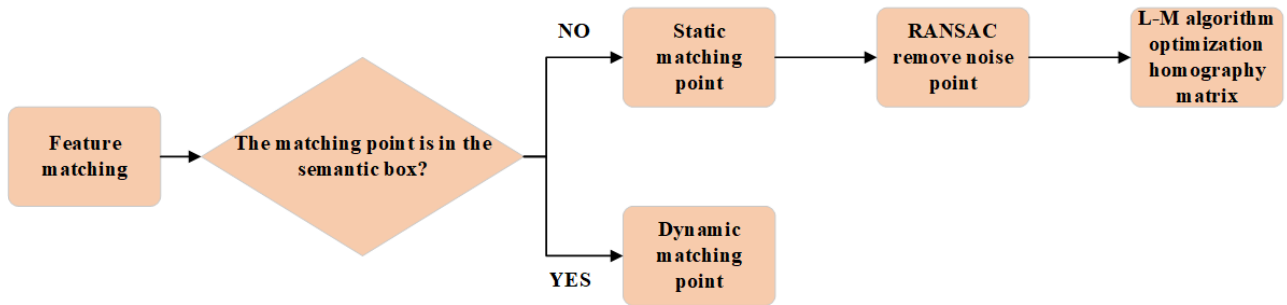 Feature
matching
The matching point is in the
semantic box?
NO
YES
Static
matching
point
Dynamic
matching
point
RANSAC
remove noise
point
L-M algorithm
optimization
homography
matrix